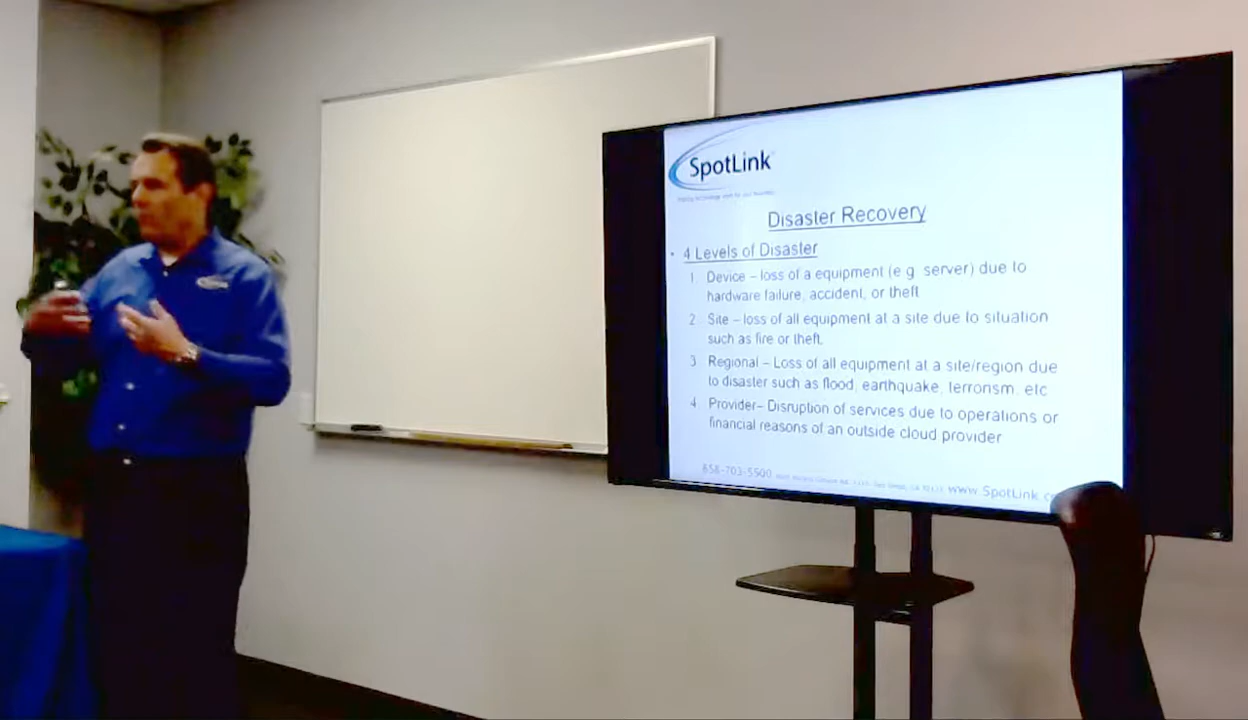 SpotLink
Disaster Recovery
• 4 Levels of Disaster
1 Device – loss of a equipment (e g server) due to
hardware failure, accident, or theft
2 Site – loss of all equipment at a site due to situation
such as fire or theft.
3 Regional – Loss of all equipment at a site/region due
to disaster such as flood, earthquake, terrorism, etc
4 Provider– Disruption of services due to operations or
financial reasons of an outside cloud provider
858-703-5500 www SpotLink